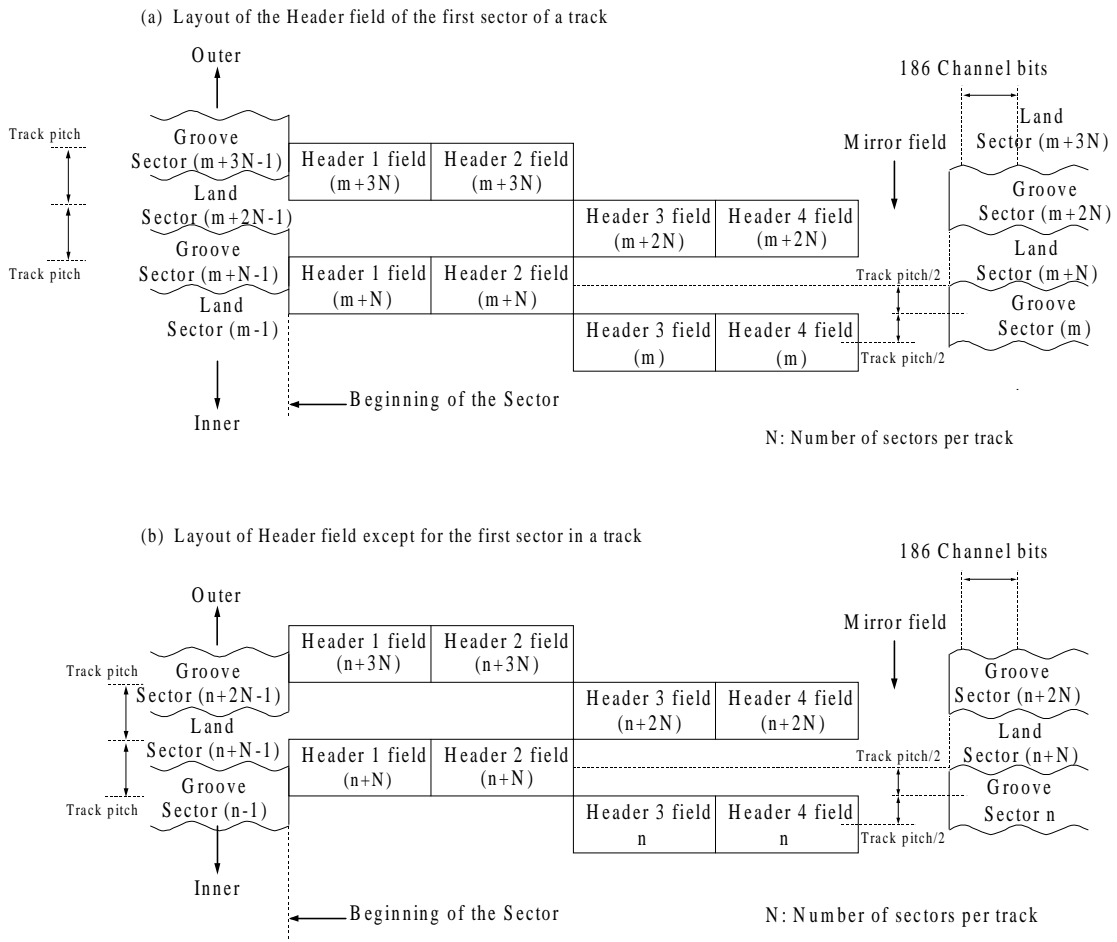 (a) Layout of the Header field of the first sector of a track
Outer
186 Channel bits
Track pitch
Groove
Sector (m+3N-1)
Header 1 field
(m+3N)
Header 2 field
(m+3N)
Mirror field
Land
Sector (m+3N)
Land
Sector (m+2N-1)
Header 3 field
(m+2N)
Header 4 field
(m+2N)
Groove
Sector (m+2N)
Track pitch
Groove
Sector (m+N-1)
Header 1 field
(m+N)
Header 2 field
(m+N)
Track pitch/2
Land
Sector (m+N)
Land
Sector (m-1)
Header 3 field
(m)
Header 4 field
(m)
Track pitch/2
Groove
Sector (m)
Beginning of the Sector
Inner
N: Number of sectors per track
(b) Layout of Header field except for the first sector in a track
186 Channel bits
Outer
Header 1 field
(n+3N)
Header 2 field
(n+3N)
Mirror field
Track pitch
Groove
Sector (n+2N-1)
Header 3 field
(n+2N)
Header 4 field
(n+2N)
Groove
Sector (n+2N)
Land
Sector (n+N-1)
Header 1 field
(n+N)
Header 2 field
(n+N)
Track pitch/2
Land
Sector (n+N)
Track pitch
Groove
Sector (n-1)
Header 3 field
n
Header 4 field
n
Track pitch/2
Groove
Sector n
Inner
Beginning of the Sector
N: Number of sectors per track